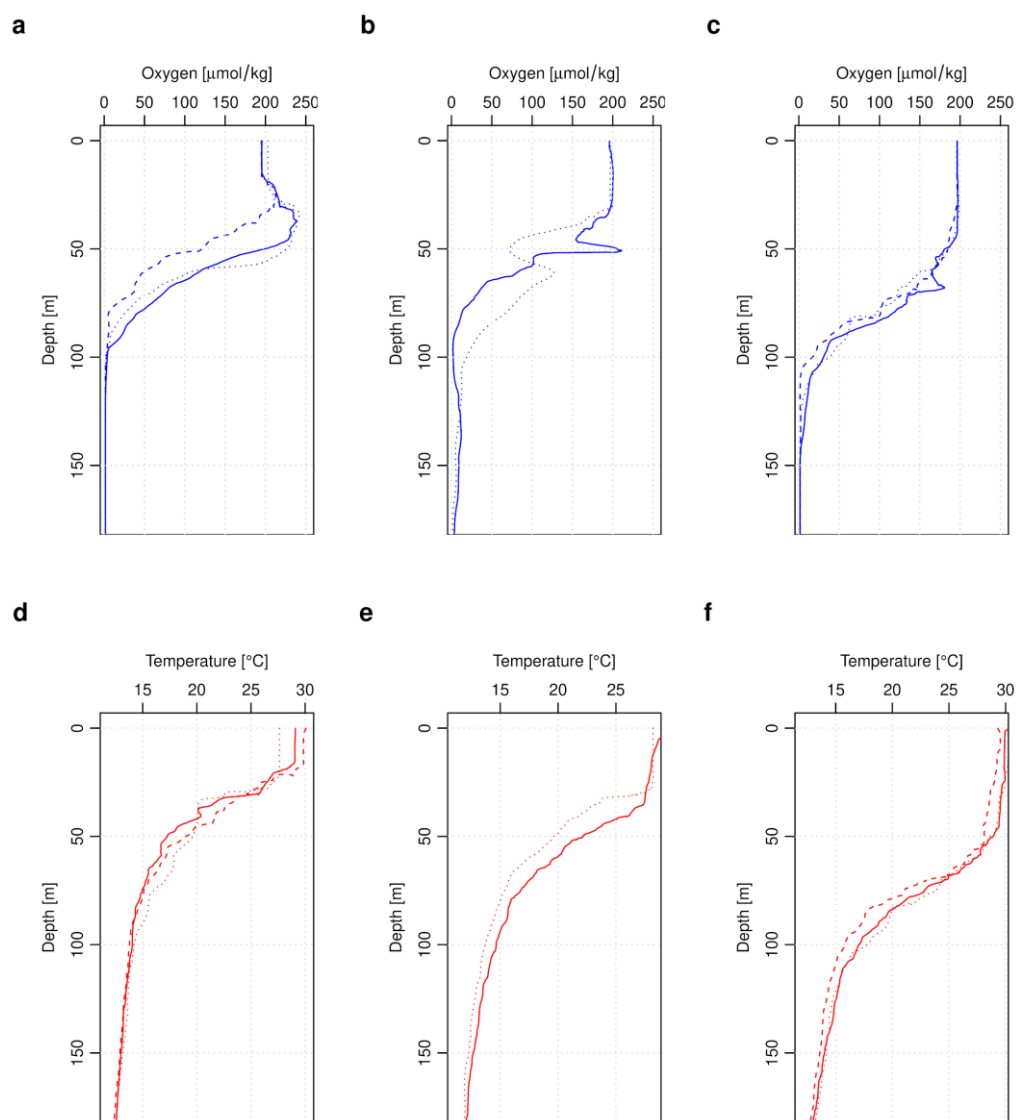 a b c
Oxygen [μmol/kg] Oxygen [μmol/kg] Oxygen [μmol/kg]
0 50 100 150 200 250 0 50 100 150 200 250 0 50 100 150 200 250
0 0 0
50 50 50
Depth [m] Depth [m] Depth [m]
100 100 100
150 150 150
d e f
Temperature [°C] Temperature [°C] Temperature [°C]
15 20 25 30 15 20 25 15 20 25 30
0 0 0
50 50 50
Depth [m] Depth [m] Depth [m]
100 100 100
150 150 150